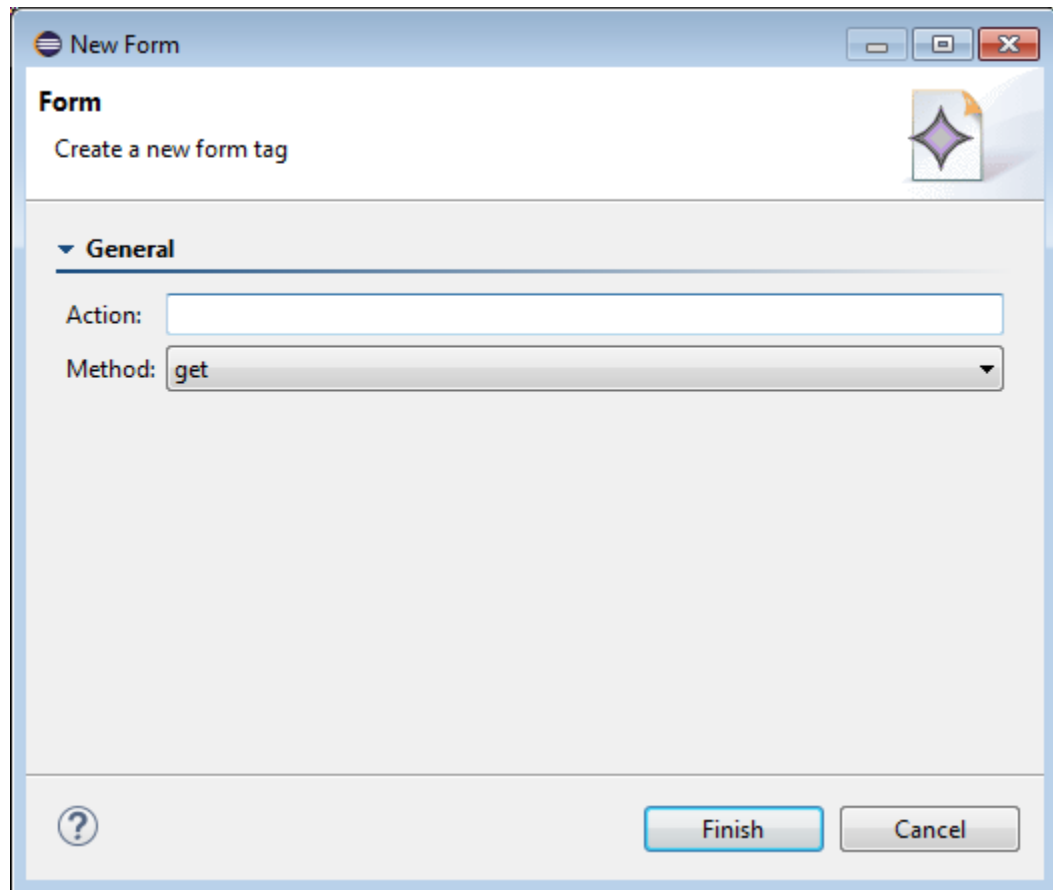 New Form
Form
Create a new form tag
General
Action:
Method: get
?
Finish Cancel